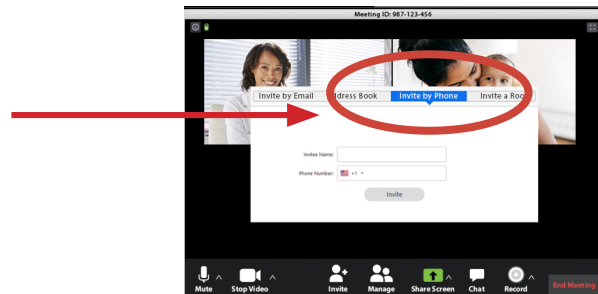 Meeting ID: 987-123-456
Invite by Email dress Book Invite by Phone Invite a Roo
Invitee Name:
Phone Number: +1
Invite
Mute Stop Video Invite Manage Share Screen Chat Record End Meeting